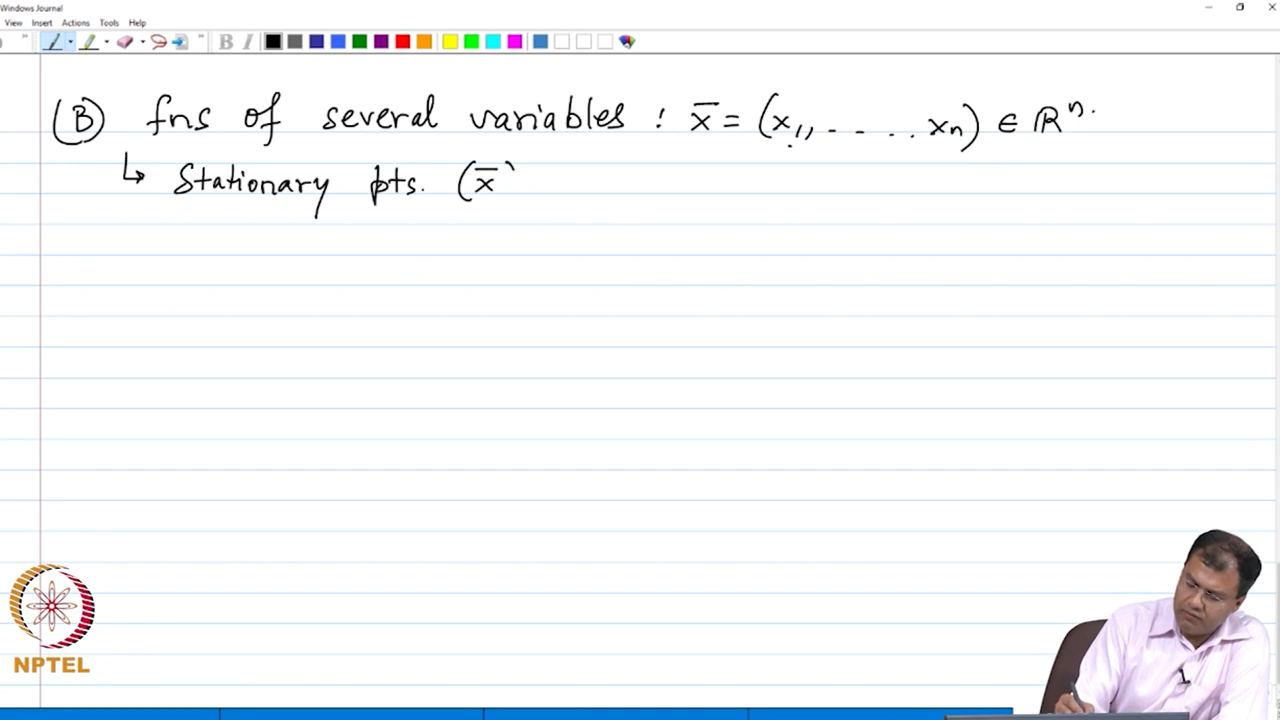 Windows Journal
View Insert Actions Tools Help
B I
(B) fns of several variables : x̄ = (x₁, - - . . xₙ) ∈ ℝⁿ.
↳ Stationary pts. (x̄)
NPTEL